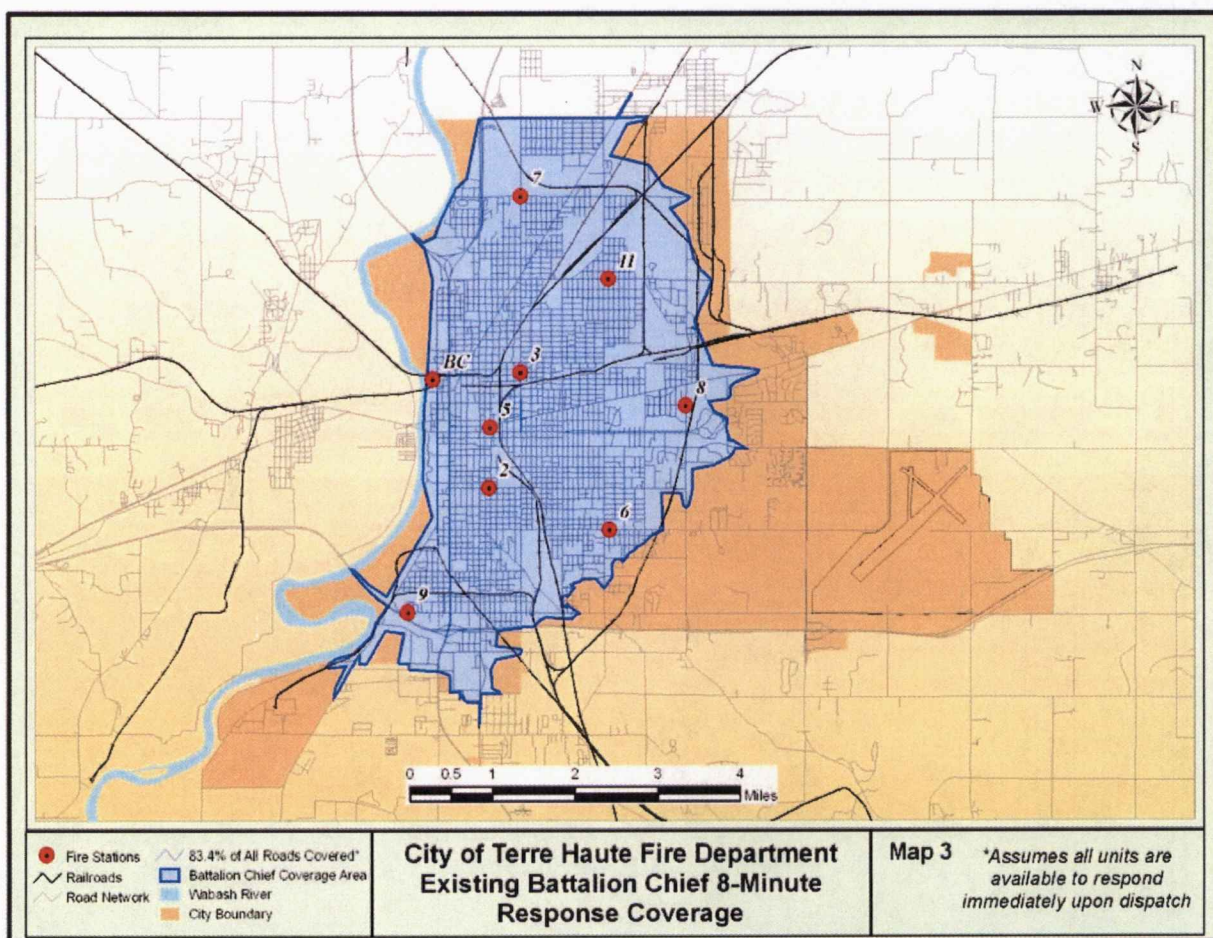 N
W E
S
7
11
3
BC
8
5
2
6
9
0 0.5 1 2 3 4
Miles
Fire Stations
Railroads
Road Network
83.4% of All Roads Covered*
Battalion Chief Coverage Area
Wabash River
City Boundary
City of Terre Haute Fire Department
Existing Battalion Chief 8-Minute
Response Coverage
Map 3
*Assumes all units are
available to respond
immediately upon dispatch